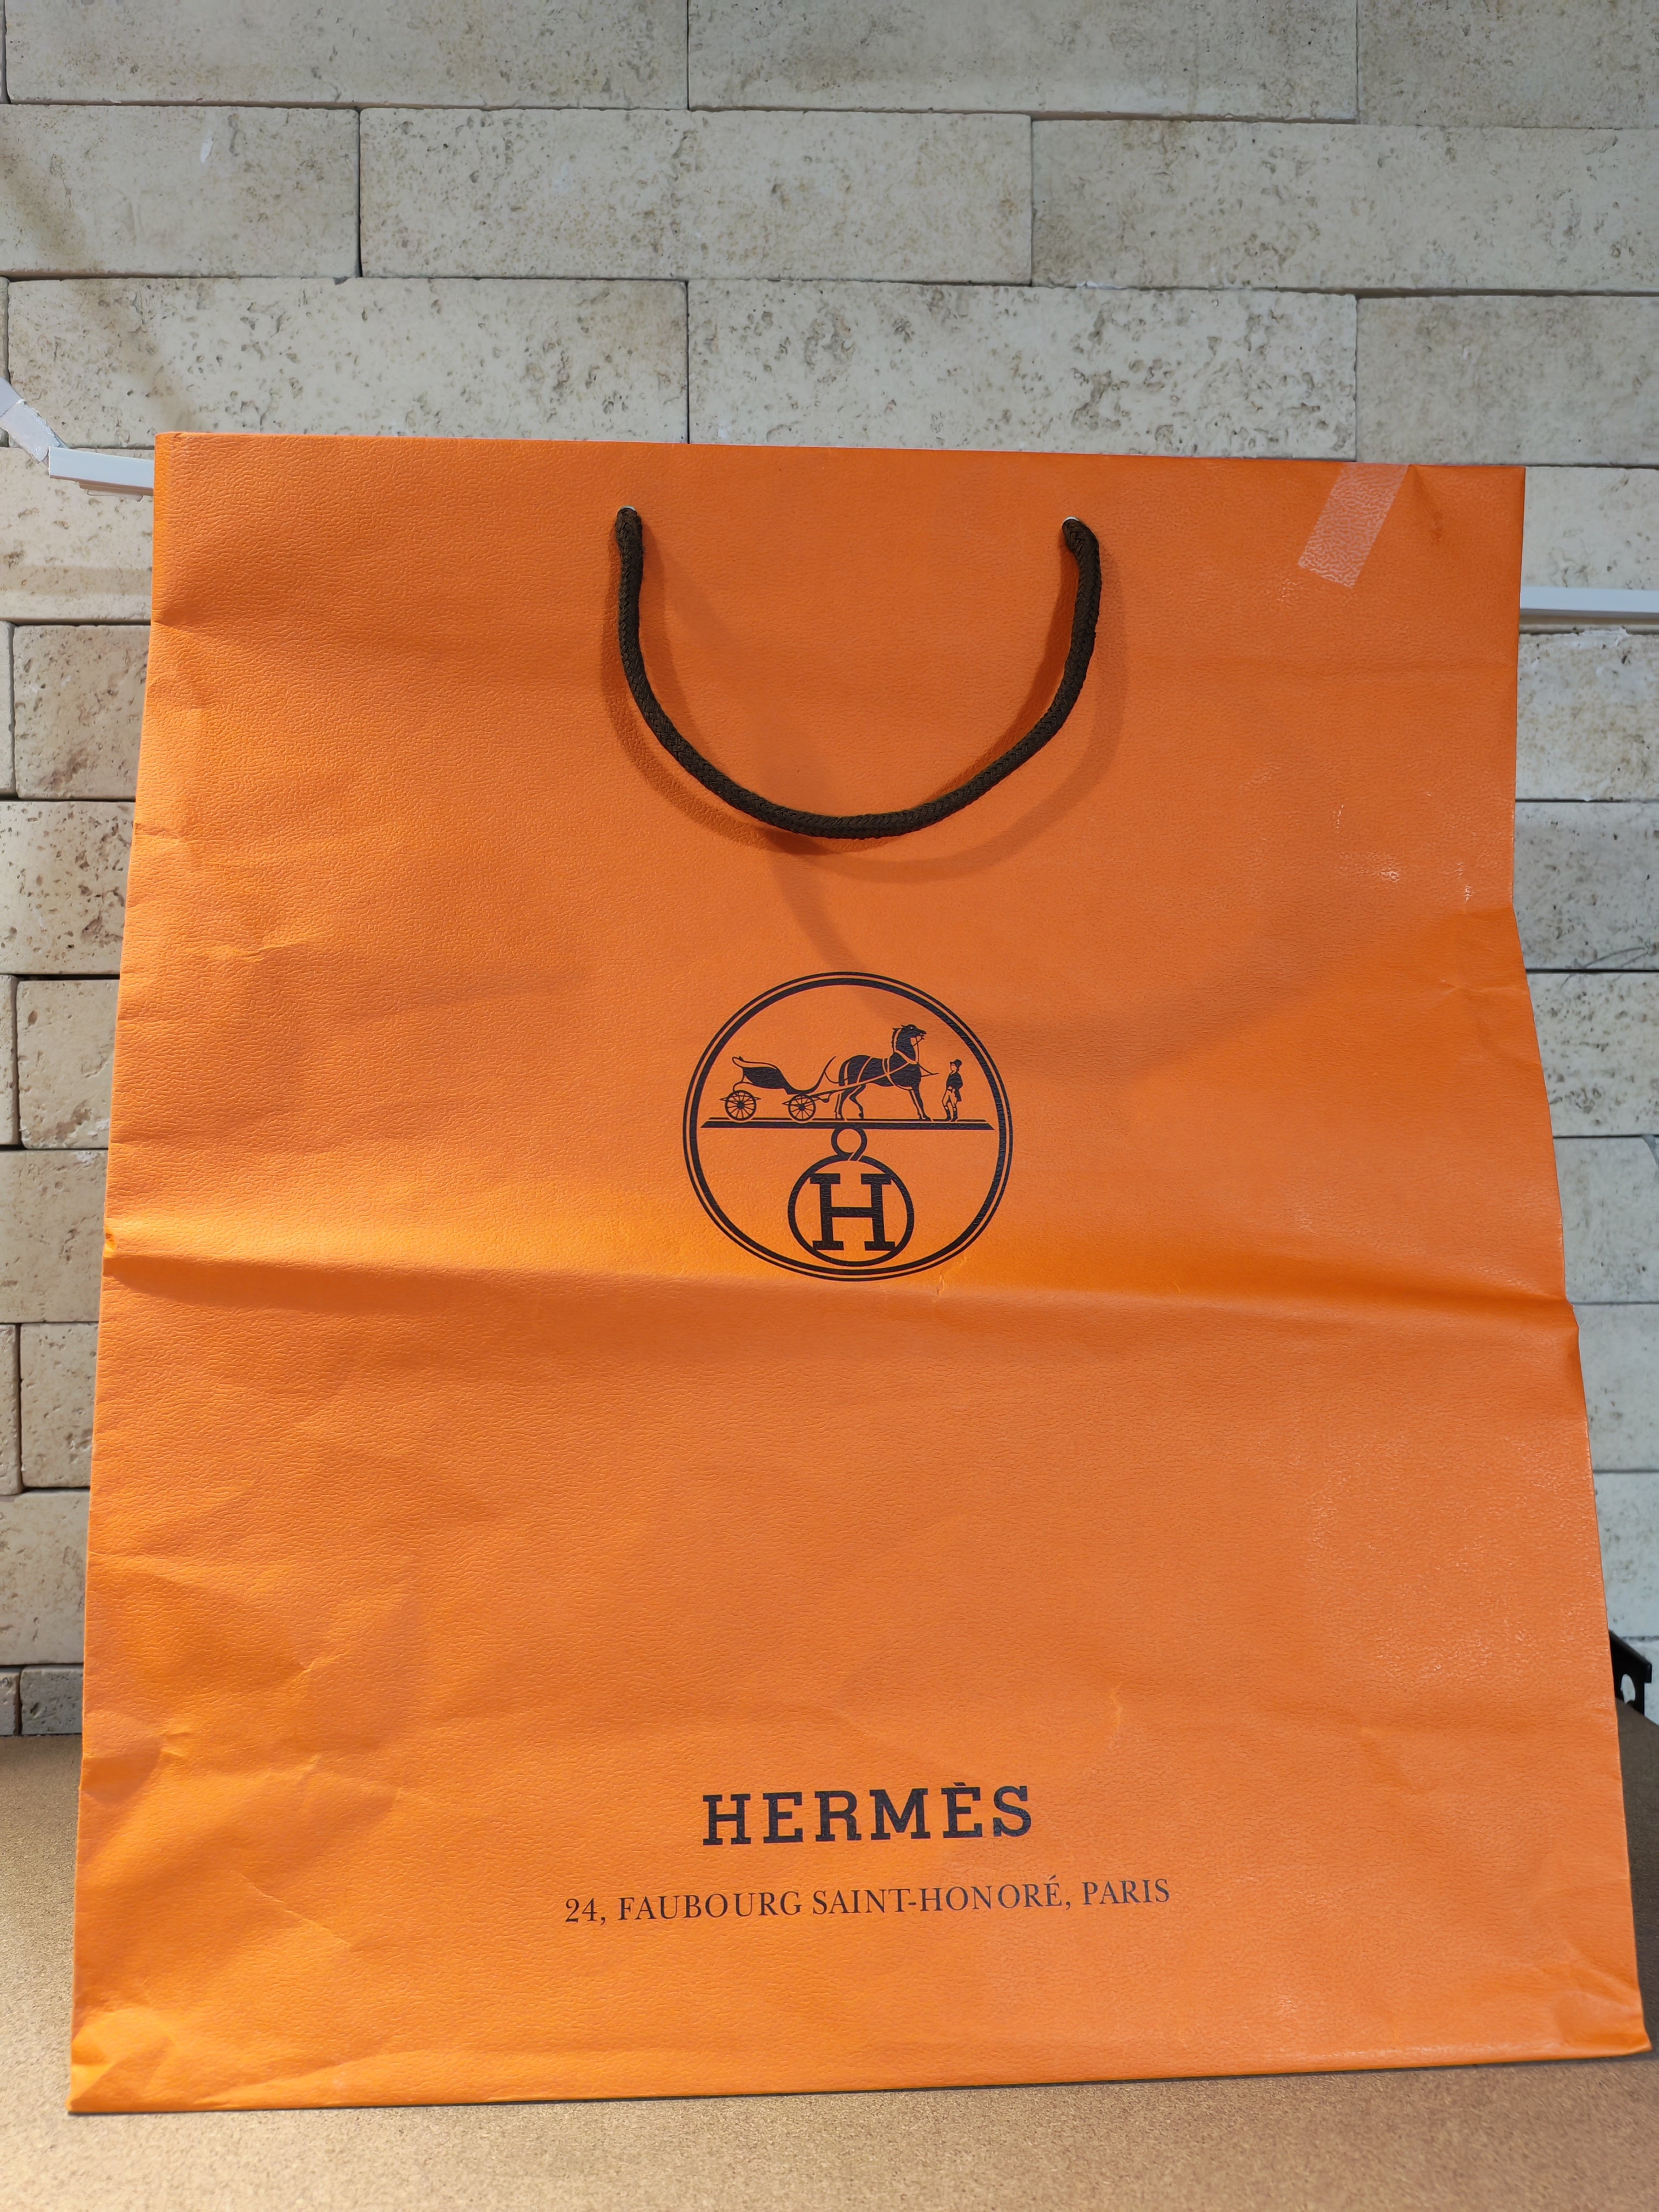 H
HERMÈS
24, FAUBOURG SAINT-HONORÉ, PARIS